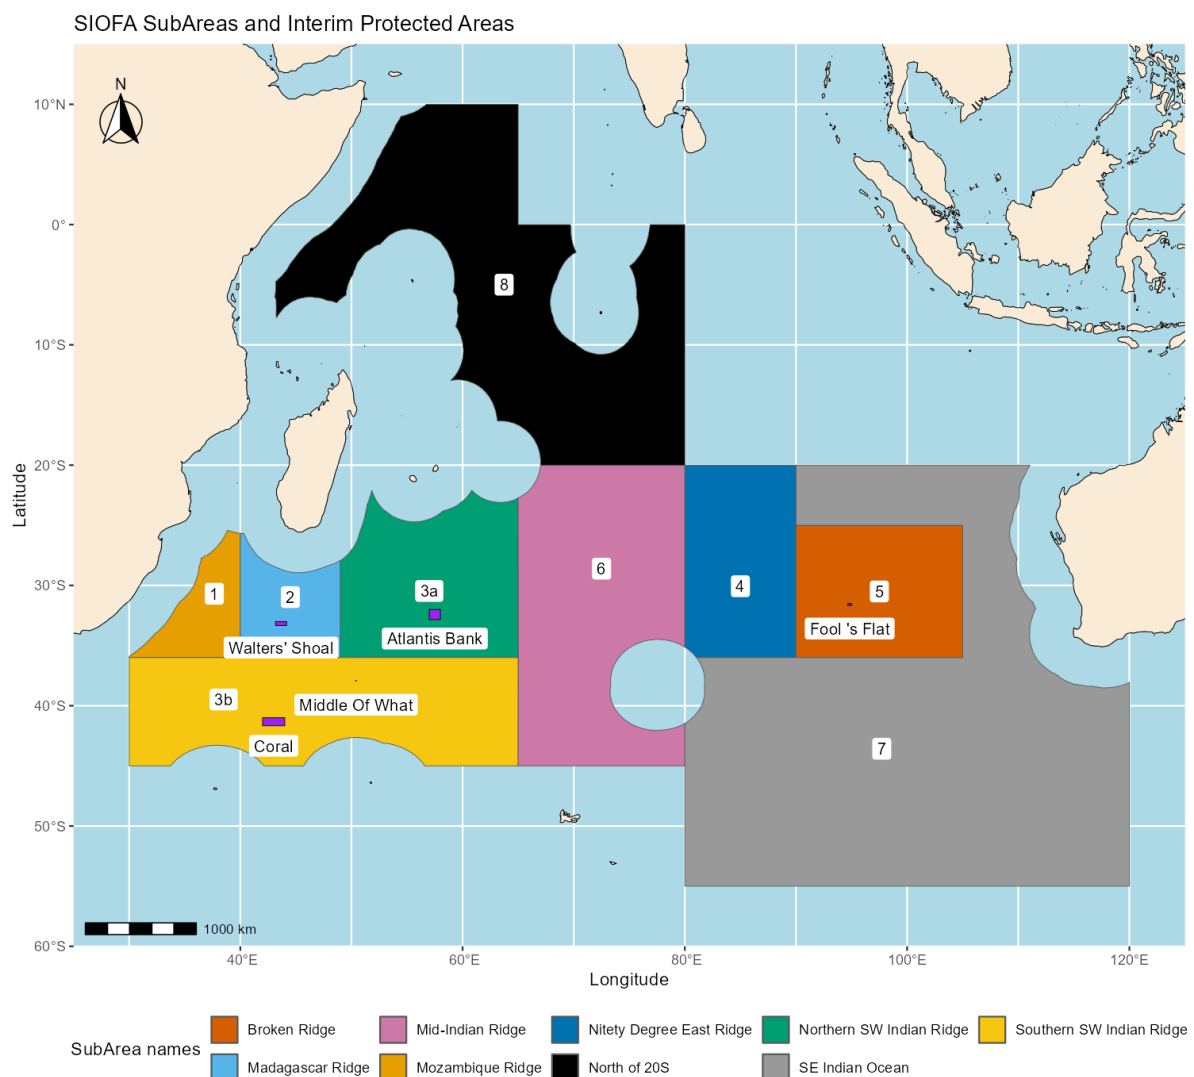 SIOFA SubAreas and Interim Protected Areas
N
10°N
0°
10°S
20°S
30°S
40°S
50°S
60°S
Latitude
8
6
4
5
Fool 's Flat
1
2
Walters' Shoal
3a
Atlantis Bank
3b
Middle Of What
Coral
7
1000 km
40°E
60°E
80°E
100°E
120°E
Longitude
SubArea names
Broken Ridge
Mid-Indian Ridge
Nitety Degree East Ridge
Northern SW Indian Ridge
Southern SW Indian Ridge
Madagascar Ridge
Mozambique Ridge
North of 20S
SE Indian Ocean